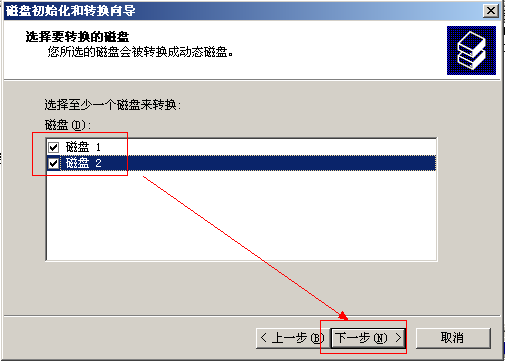 磁盘初始化和转换向导
选择要转换的磁盘
您所选的磁盘会被转换成动态磁盘。
选择至少一个磁盘来转换:
磁盘(D):
磁盘 1
磁盘 2
< 上一步(B) 下一步(N) > 取消